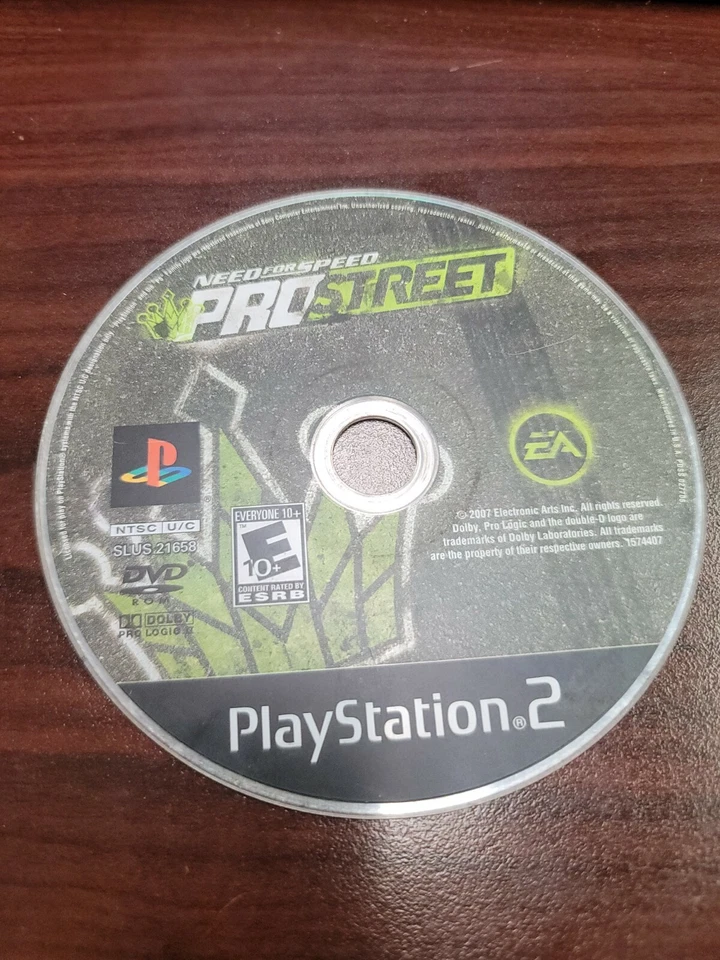 NEED FOR SPEED
PROSTREET
EA
NTSC U/C
SLUS 21658
DVD
ROM
DOLBY
PRO LOGIC II
EVERYONE 10+
E
10+
CONTENT RATED BY
ESRB
© 2007 Electronic Arts Inc. All rights reserved.
Dolby, Pro Logic and the double-D logo are
trademarks of Dolby Laboratories. All trademarks
are the property of their respective owners. 1574407
PlayStation®2